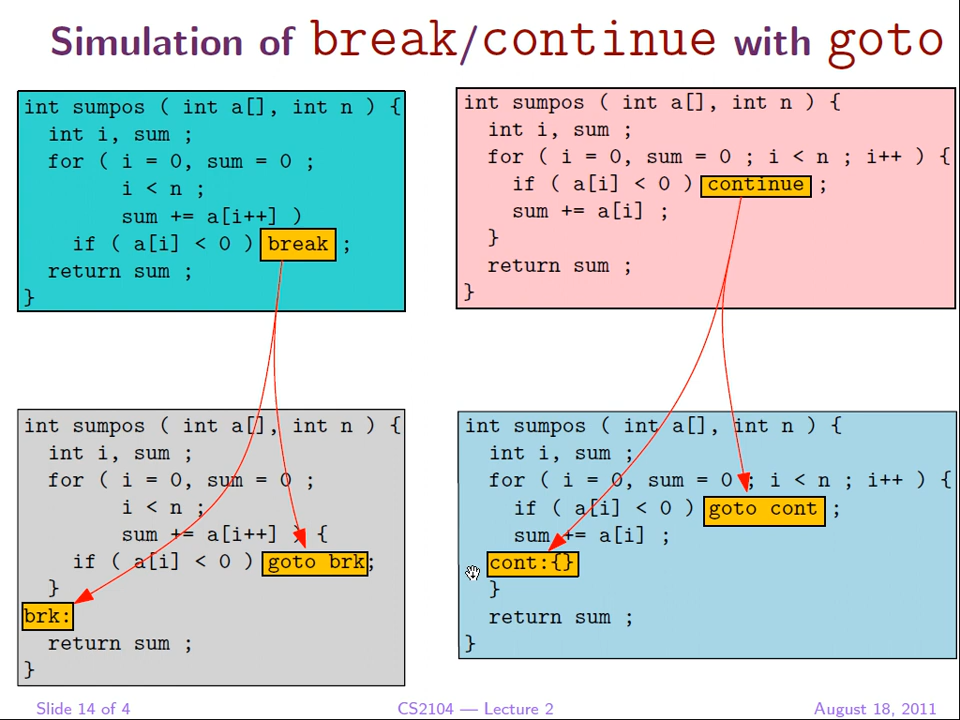 Simulation of break/continue with goto
int sumpos ( int a[], int n ) {
int i, sum ;
for ( i = 0, sum = 0 ;
i < n ;
sum += a[i++] )
if ( a[i] < 0 ) break ;
return sum ;
}
int sumpos ( int a[], int n ) {
int i, sum ;
for ( i = 0, sum = 0 ; i < n ; i++ ) {
if ( a[i] < 0 ) continue ;
sum += a[i] ;
}
return sum ;
}
int sumpos ( int a[], int n ) {
int i, sum ;
for ( i = 0, sum = 0 ;
i < n ;
sum += a[i++] ) {
if ( a[i] < 0 ) goto brk;
}
brk:
return sum ;
}
int sumpos ( int a[], int n ) {
int i, sum ;
for ( i = 0, sum = 0 ; i < n ; i++ ) {
if ( a[i] < 0 ) goto cont ;
sum += a[i] ;
cont:{}
}
return sum ;
}
Slide 14 of 4
CS2104 — Lecture 2
August 18, 2011